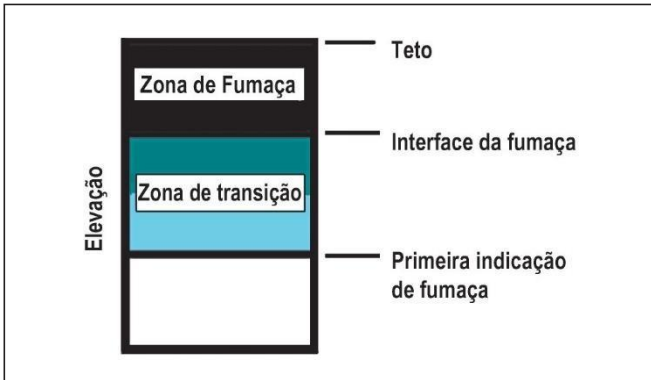 Teto
Zona de Fumaça
Interface da fumaça
Elevação
Zona de transição
Primeira indicação
de fumaça